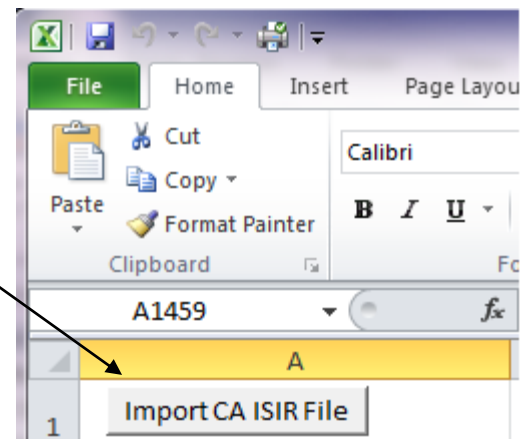 File Home Insert Page Layou
Cut
Calibri
Copy
Paste
B I U
Format Painter
Clipboard Fo
A1459 fx
A
1 Import CA ISIR File